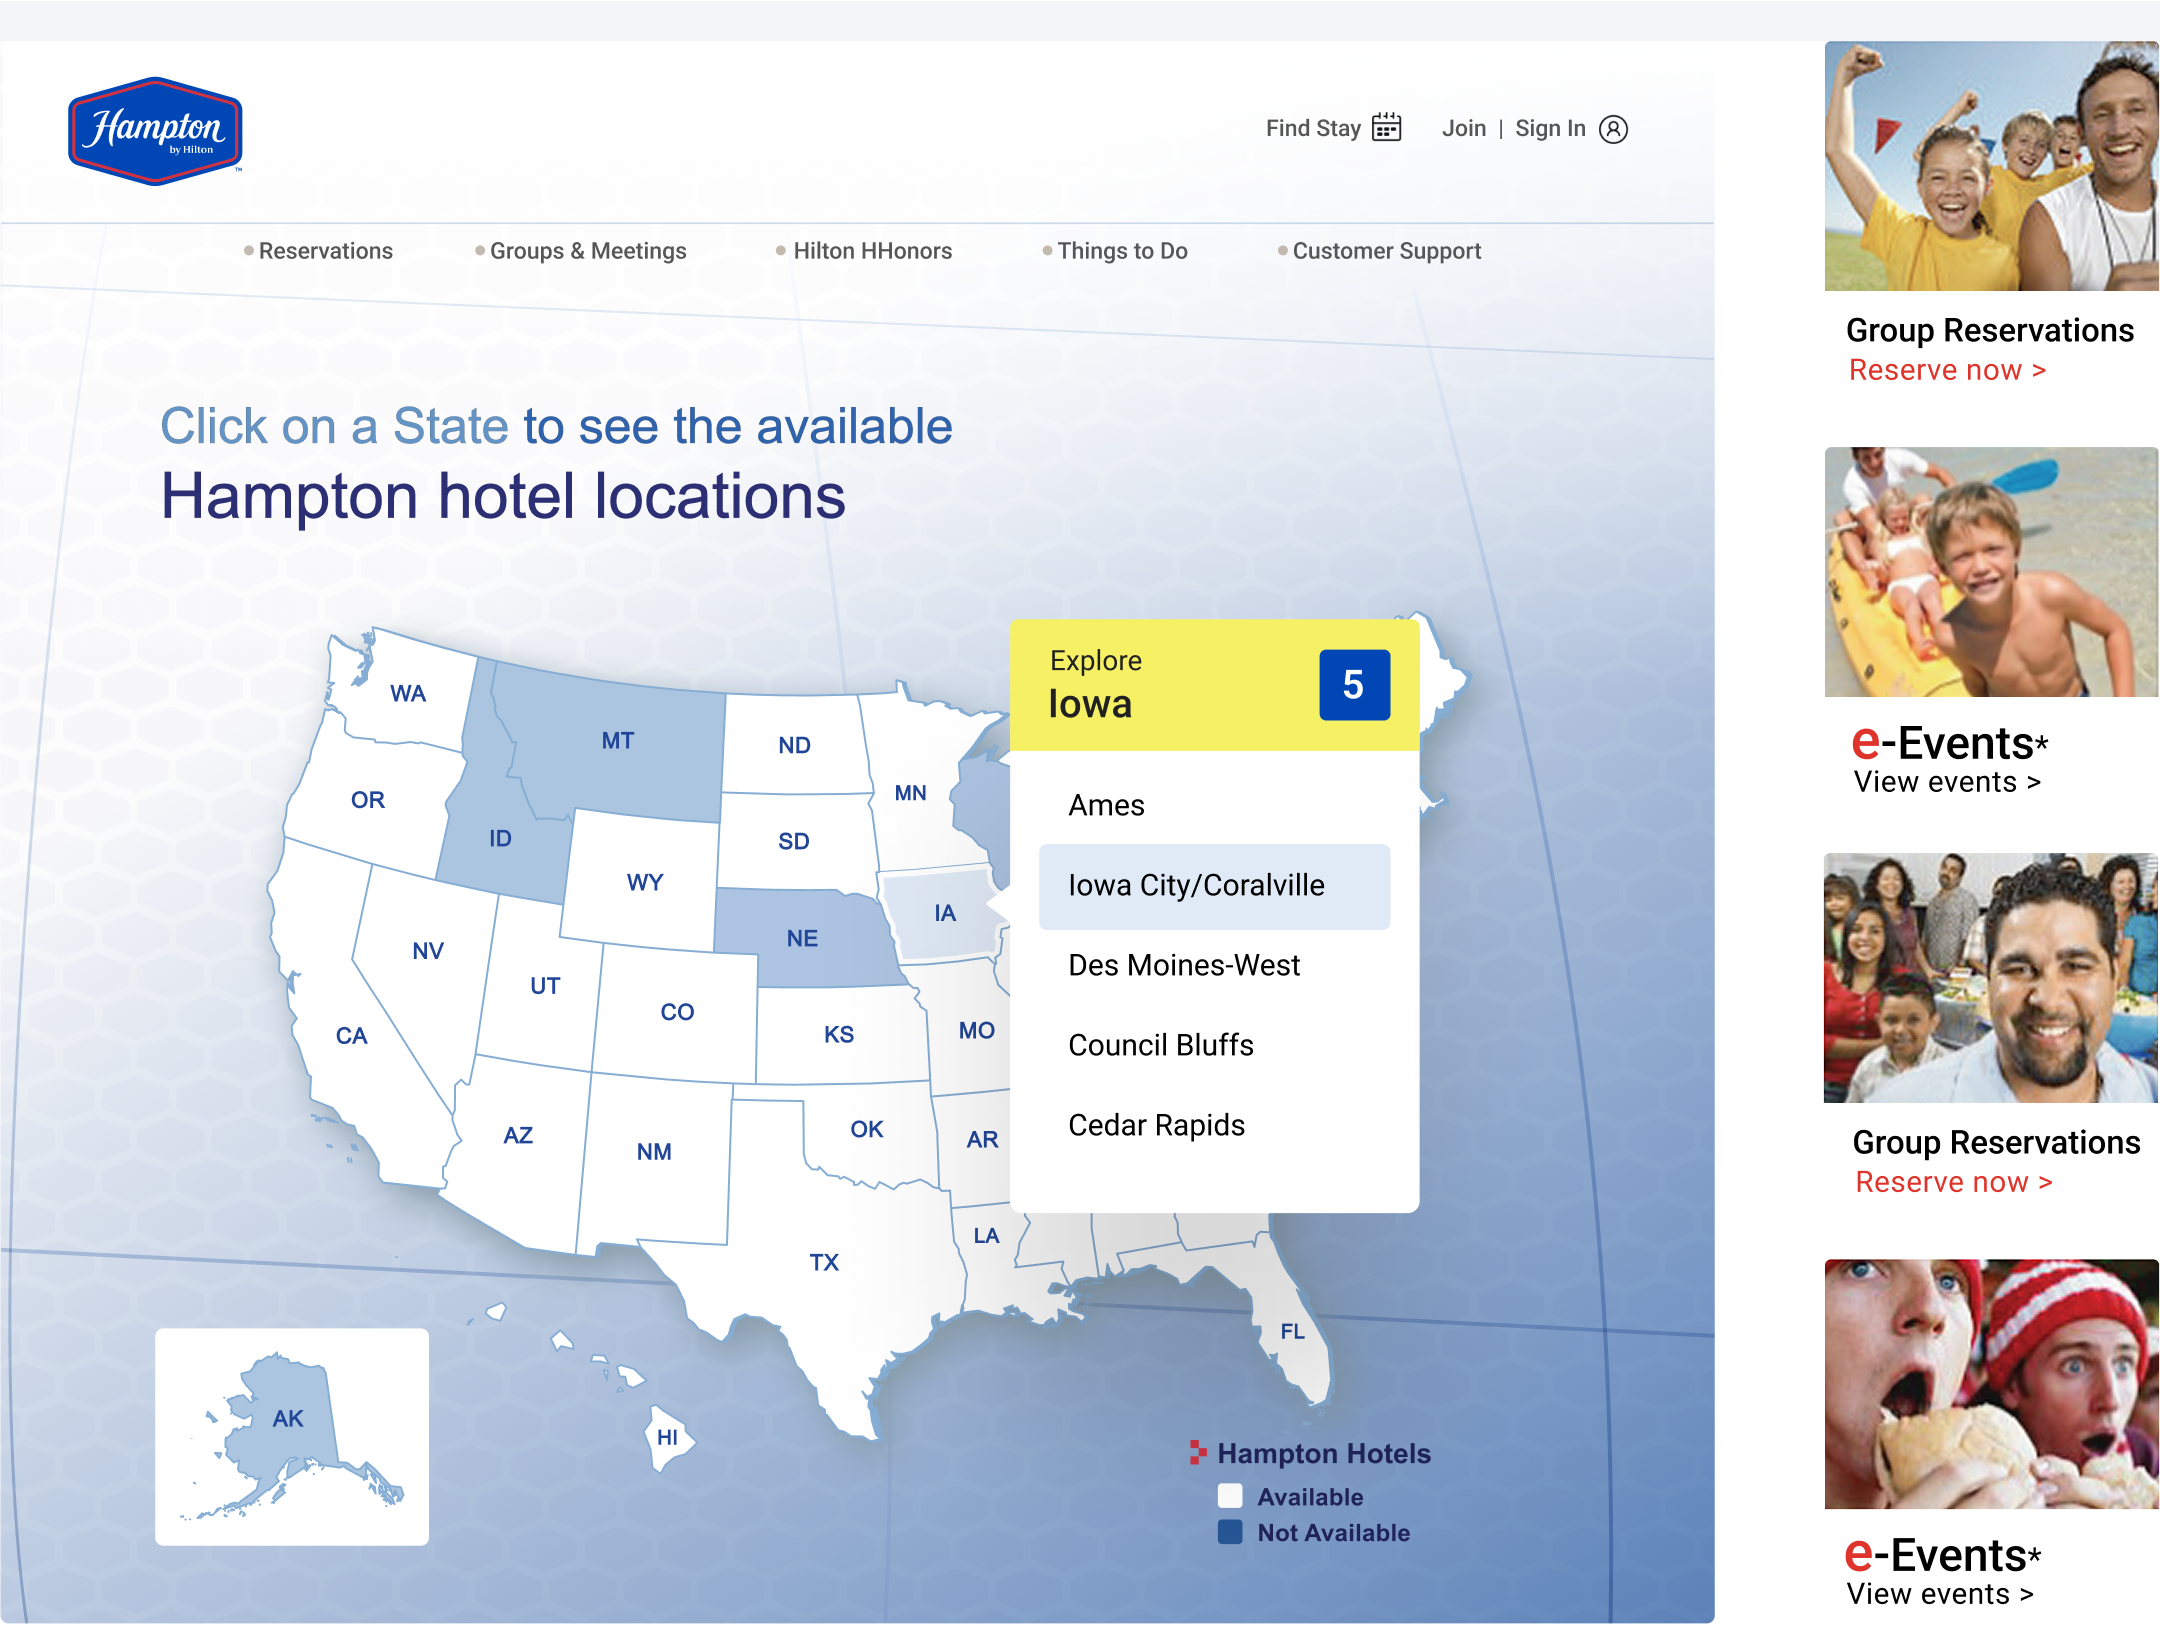 Hampton
by Hilton
™
Find Stay
Join | Sign In
Reservations
Groups & Meetings
Hilton HHonors
Things to Do
Customer Support
Click on a State to see the available
Hampton hotel locations
WA
MT
ND
MN
OR
ID
SD
WY
IA
NE
NV
UT
CO
KS
MO
CA
AZ
NM
OK
AR
TX
LA
FL
AK
HI
Explore
Iowa
5
Ames
Iowa City/Coralville
Des Moines-West
Council Bluffs
Cedar Rapids
Hampton Hotels
Available
Not Available
Group Reservations
Reserve now >
e-Events*
View events >
Group Reservations
Reserve now >
e-Events*
View events >